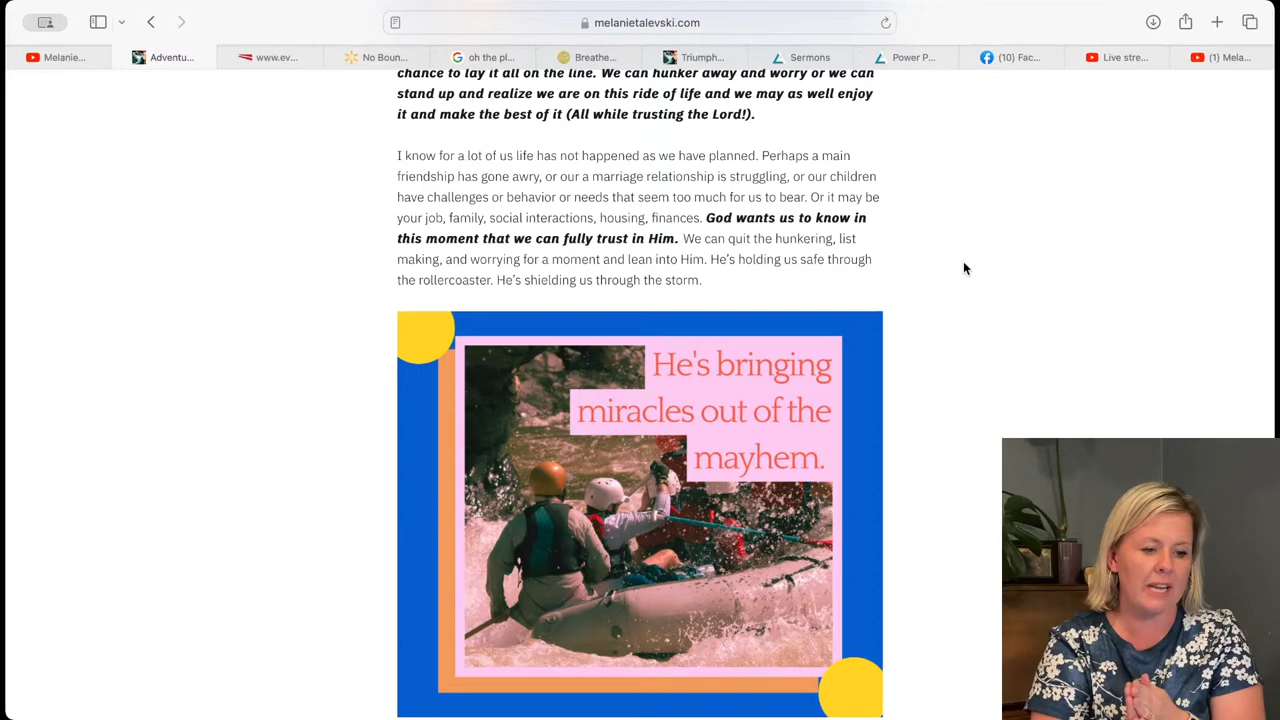 melanietalevski.com
Melanie...
Adventu...
www.ev...
No Boun...
oh the pl...
Breathe...
Triumph...
Sermons
Power P...
(10) Fac...
Live stre...
(1) Mela...
chance to lay it all on the line. We can hunker away and worry or we can
stand up and realize we are on this ride of life and we may as well enjoy
it and make the best of it (All while trusting the Lord!).
I know for a lot of us life has not happened as we have planned. Perhaps a main
friendship has gone awry, or our a marriage relationship is struggling, or our children
have challenges or behavior or needs that seem too much for us to bear. Or it may be
your job, family, social interactions, housing, finances. God wants us to know in
this moment that we can fully trust in Him. We can quit the hunkering, list
making, and worrying for a moment and lean into Him. He’s holding us safe through
the rollercoaster. He’s shielding us through the storm.
He's bringing
miracles out of the
mayhem.